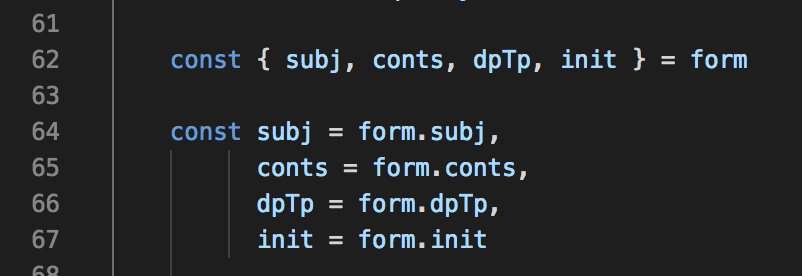 61
62 const { subj, conts, dpTp, init } = form
63
64 const subj = form.subj,
65 conts = form.conts,
66 dpTp = form.dpTp,
67 init = form.init
68